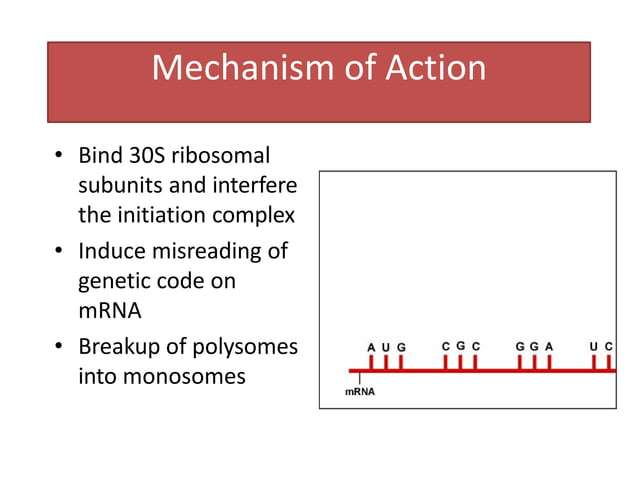 Mechanism of Action
• Bind 30S ribosomal
subunits and interfere
the initiation complex
• Induce misreading of
genetic code on
mRNA
• Breakup of polysomes
into monosomes
A U G C G C G G A U C
mRNA